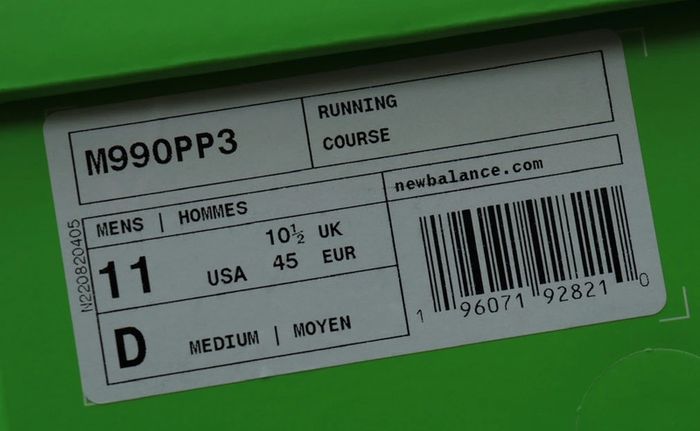 M990PP3
RUNNING
COURSE
newbalance.com
MENS | HOMMES
11 USA
10½ UK
45 EUR
D MEDIUM | MOYEN
1 96071 92821 0
N220820405